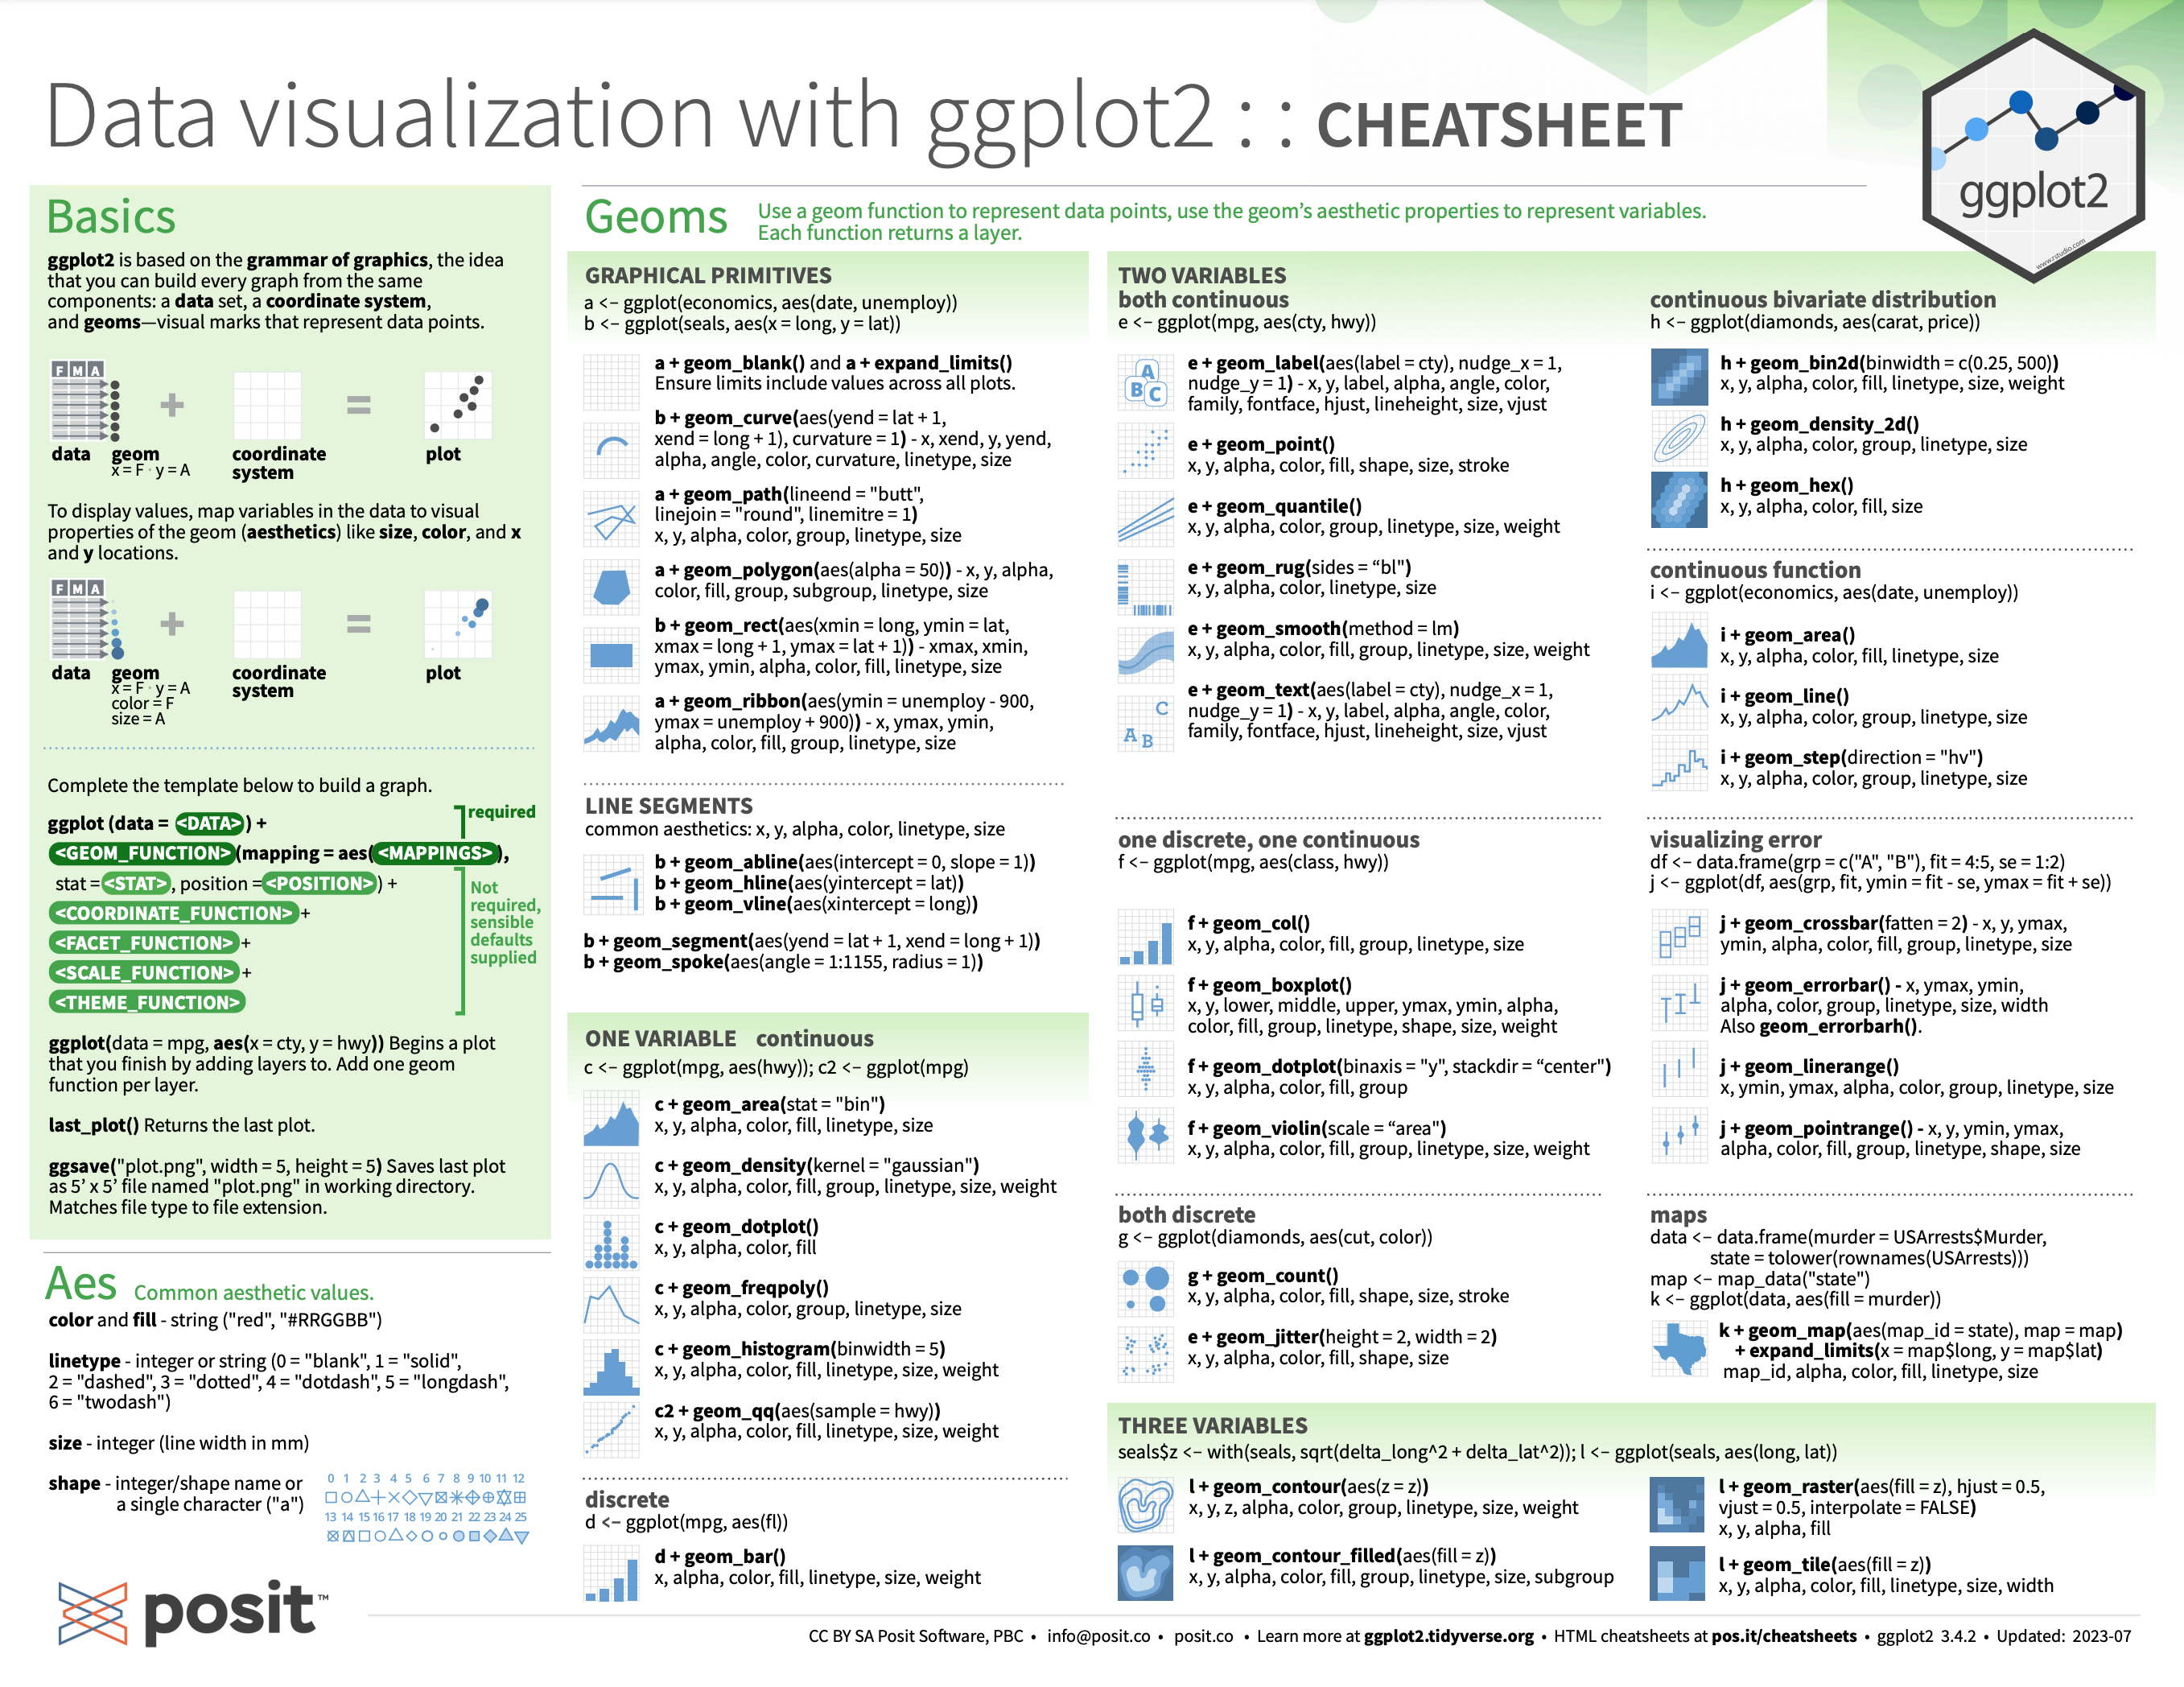 Data visualization with ggplot2 : : CHEATSHEET
ggplot2
www.rstudio.com
Basics
ggplot2 is based on the grammar of graphics, the idea
that you can build every graph from the same
components: a data set, a coordinate system,
and geoms—visual marks that represent data points.
F M A
+ =
data geom coordinate plot
x = F · y = A system
To display values, map variables in the data to visual
properties of the geom (aesthetics) like size, color, and x
and y locations.
F M A
+ =
data geom coordinate plot
x = F · y = A system
color = F
size = A
Complete the template below to build a graph.
required
ggplot (data = <DATA>) +
<GEOM_FUNCTION>(mapping = aes(<MAPPINGS>),
stat = <STAT>, position = <POSITION>) +
<COORDINATE_FUNCTION> +
<FACET_FUNCTION> +
<SCALE_FUNCTION> +
<THEME_FUNCTION>
Not
required,
sensible
defaults
supplied
ggplot(data = mpg, aes(x = cty, y = hwy)) Begins a plot
that you finish by adding layers to. Add one geom
function per layer.
last_plot() Returns the last plot.
ggsave("plot.png", width = 5, height = 5) Saves last plot
as 5’ x 5’ file named "plot.png" in working directory.
Matches file type to file extension.
Aes Common aesthetic values.
color and fill - string ("red", "#RRGGBB")
linetype - integer or string (0 = "blank", 1 = "solid",
2 = "dashed", 3 = "dotted", 4 = "dotdash", 5 = "longdash",
6 = "twodash")
size - integer (line width in mm)
shape - integer/shape name or
a single character ("a")
0 1 2 3 4 5 6 7 8 9 10 11 12
13 14 15 16 17 18 19 20 21 22 23 24 25
Geoms Use a geom function to represent data points, use the geom’s aesthetic properties to represent variables.
Each function returns a layer.
GRAPHICAL PRIMITIVES
a <- ggplot(economics, aes(date, unemploy))
b <- ggplot(seals, aes(x = long, y = lat))
a + geom_blank() and a + expand_limits()
Ensure limits include values across all plots.
b + geom_curve(aes(yend = lat + 1,
xend = long + 1), curvature = 1) - x, xend, y, yend,
alpha, angle, color, curvature, linetype, size
a + geom_path(lineend = "butt",
linejoin = "round", linemitre = 1)
x, y, alpha, color, group, linetype, size
a + geom_polygon(aes(alpha = 50)) - x, y, alpha,
color, fill, group, subgroup, linetype, size
b + geom_rect(aes(xmin = long, ymin = lat,
xmax = long + 1, ymax = lat + 1)) - xmax, xmin,
ymax, ymin, alpha, color, fill, linetype, size
a + geom_ribbon(aes(ymin = unemploy - 900,
ymax = unemploy + 900)) - x, ymax, ymin,
alpha, color, fill, group, linetype, size
LINE SEGMENTS
common aesthetics: x, y, alpha, color, linetype, size
b + geom_abline(aes(intercept = 0, slope = 1))
b + geom_hline(aes(yintercept = lat))
b + geom_vline(aes(xintercept = long))
b + geom_segment(aes(yend = lat + 1, xend = long + 1))
b + geom_spoke(aes(angle = 1:1155, radius = 1))
ONE VARIABLE continuous
c <- ggplot(mpg, aes(hwy)); c2 <- ggplot(mpg)
c + geom_area(stat = "bin")
x, y, alpha, color, fill, linetype, size
c + geom_density(kernel = "gaussian")
x, y, alpha, color, fill, group, linetype, size, weight
c + geom_dotplot()
x, y, alpha, color, fill
c + geom_freqpoly()
x, y, alpha, color, group, linetype, size
c + geom_histogram(binwidth = 5)
x, y, alpha, color, fill, linetype, size, weight
c2 + geom_qq(aes(sample = hwy))
x, y, alpha, color, fill, linetype, size, weight
discrete
d <- ggplot(mpg, aes(fl))
d + geom_bar()
x, alpha, color, fill, linetype, size, weight
TWO VARIABLES
both continuous
e <- ggplot(mpg, aes(cty, hwy))
A
B C
e + geom_label(aes(label = cty), nudge_x = 1,
nudge_y = 1) - x, y, label, alpha, angle, color,
family, fontface, hjust, lineheight, size, vjust
e + geom_point()
x, y, alpha, color, fill, shape, size, stroke
e + geom_quantile()
x, y, alpha, color, group, linetype, size, weight
e + geom_rug(sides = “bl")
x, y, alpha, color, linetype, size
e + geom_smooth(method = lm)
x, y, alpha, color, fill, group, linetype, size, weight
C
A B
e + geom_text(aes(label = cty), nudge_x = 1,
nudge_y = 1) - x, y, label, alpha, angle, color,
family, fontface, hjust, lineheight, size, vjust
one discrete, one continuous
f <- ggplot(mpg, aes(class, hwy))
f + geom_col()
x, y, alpha, color, fill, group, linetype, size
f + geom_boxplot()
x, y, lower, middle, upper, ymax, ymin, alpha,
color, fill, group, linetype, shape, size, weight
f + geom_dotplot(binaxis = "y", stackdir = “center")
x, y, alpha, color, fill, group
f + geom_violin(scale = “area")
x, y, alpha, color, fill, group, linetype, size, weight
both discrete
g <- ggplot(diamonds, aes(cut, color))
g + geom_count()
x, y, alpha, color, fill, shape, size, stroke
e + geom_jitter(height = 2, width = 2)
x, y, alpha, color, fill, shape, size
continuous bivariate distribution
h <- ggplot(diamonds, aes(carat, price))
h + geom_bin2d(binwidth = c(0.25, 500))
x, y, alpha, color, fill, linetype, size, weight
h + geom_density_2d()
x, y, alpha, color, group, linetype, size
h + geom_hex()
x, y, alpha, color, fill, size
continuous function
i <- ggplot(economics, aes(date, unemploy))
i + geom_area()
x, y, alpha, color, fill, linetype, size
i + geom_line()
x, y, alpha, color, group, linetype, size
i + geom_step(direction = "hv")
x, y, alpha, color, group, linetype, size
visualizing error
df <- data.frame(grp = c("A", "B"), fit = 4:5, se = 1:2)
j <- ggplot(df, aes(grp, fit, ymin = fit - se, ymax = fit + se))
j + geom_crossbar(fatten = 2) - x, y, ymax,
ymin, alpha, color, fill, group, linetype, size
j + geom_errorbar() - x, ymax, ymin,
alpha, color, group, linetype, size, width
Also geom_errorbarh().
j + geom_linerange()
x, ymin, ymax, alpha, color, group, linetype, size
j + geom_pointrange() - x, y, ymin, ymax,
alpha, color, fill, group, linetype, shape, size
maps
data <- data.frame(murder = USArrests$Murder,
state = tolower(rownames(USArrests)))
map <- map_data("state")
k <- ggplot(data, aes(fill = murder))
k + geom_map(aes(map_id = state), map = map)
+ expand_limits(x = map$long, y = map$lat)
map_id, alpha, color, fill, linetype, size
THREE VARIABLES
seals$z <- with(seals, sqrt(delta_long^2 + delta_lat^2)); l <- ggplot(seals, aes(long, lat))
l + geom_contour(aes(z = z))
x, y, z, alpha, color, group, linetype, size, weight
l + geom_contour_filled(aes(fill = z))
x, y, alpha, color, fill, group, linetype, size, subgroup
l + geom_raster(aes(fill = z), hjust = 0.5,
vjust = 0.5, interpolate = FALSE)
x, y, alpha, fill
l + geom_tile(aes(fill = z))
x, y, alpha, color, fill, linetype, size, width
posit™
CC BY SA Posit Software, PBC • info@posit.co • posit.co • Learn more at ggplot2.tidyverse.org • HTML cheatsheets at pos.it/cheatsheets • ggplot2 3.4.2 • Updated: 2023-07